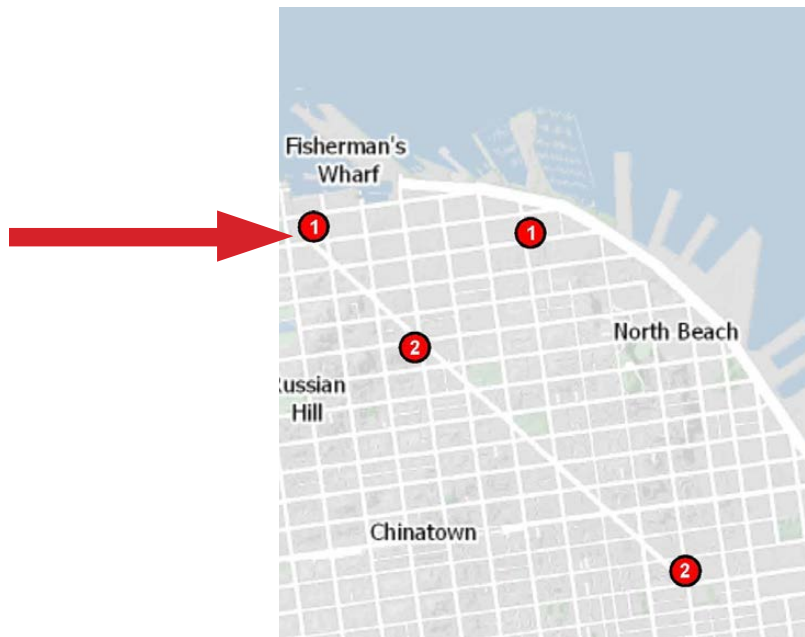 Fisherman's
Wharf
1
1
North Beach
2
ussian
Hill
Chinatown
2